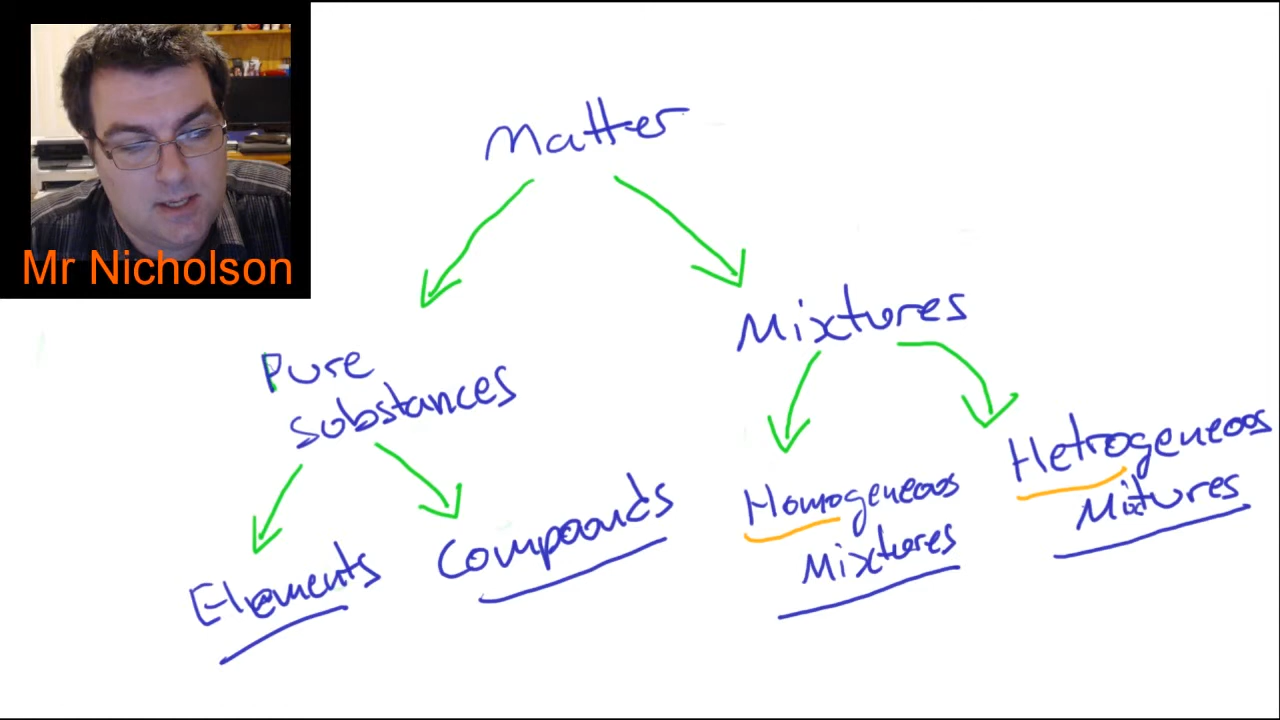 Mr Nicholson
Matter
Mixtures
Pure
substances
Elements
Compounds
Homogeneous
Mixtures
Hetrogeneous
Mixtures